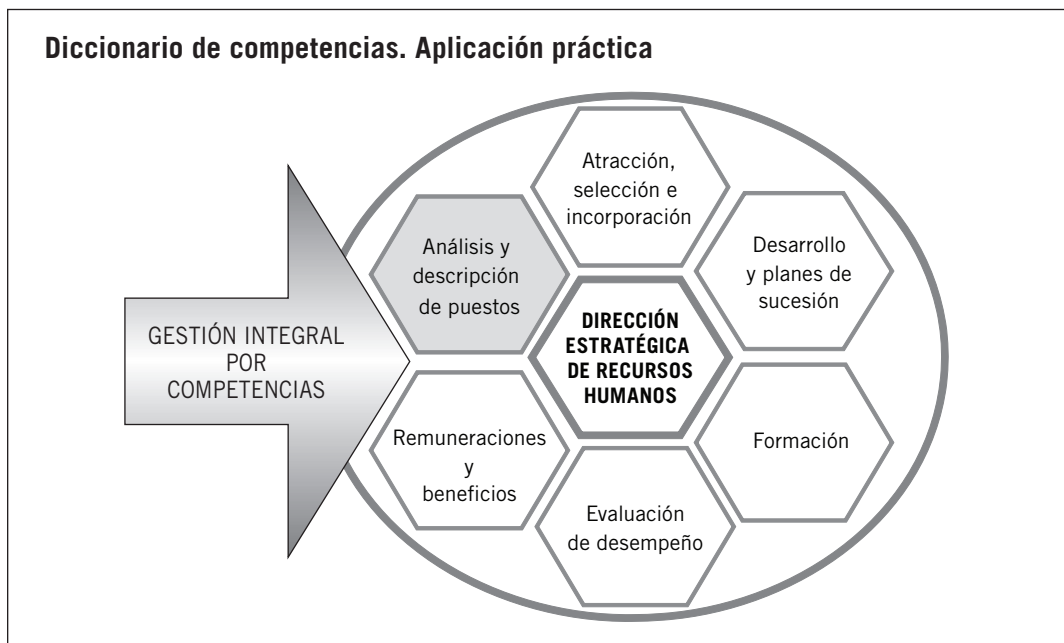 Diccionario de competencias. Aplicación práctica
Atracción,
selección e
incorporación
Análisis y
descripción
de puestos
Desarrollo
y planes de
sucesión
GESTIÓN INTEGRAL
POR
COMPETENCIAS
DIRECCIÓN
ESTRATÉGICA
DE RECURSOS
HUMANOS
Remuneraciones
y
beneficios
Formación
Evaluación
de desempeño